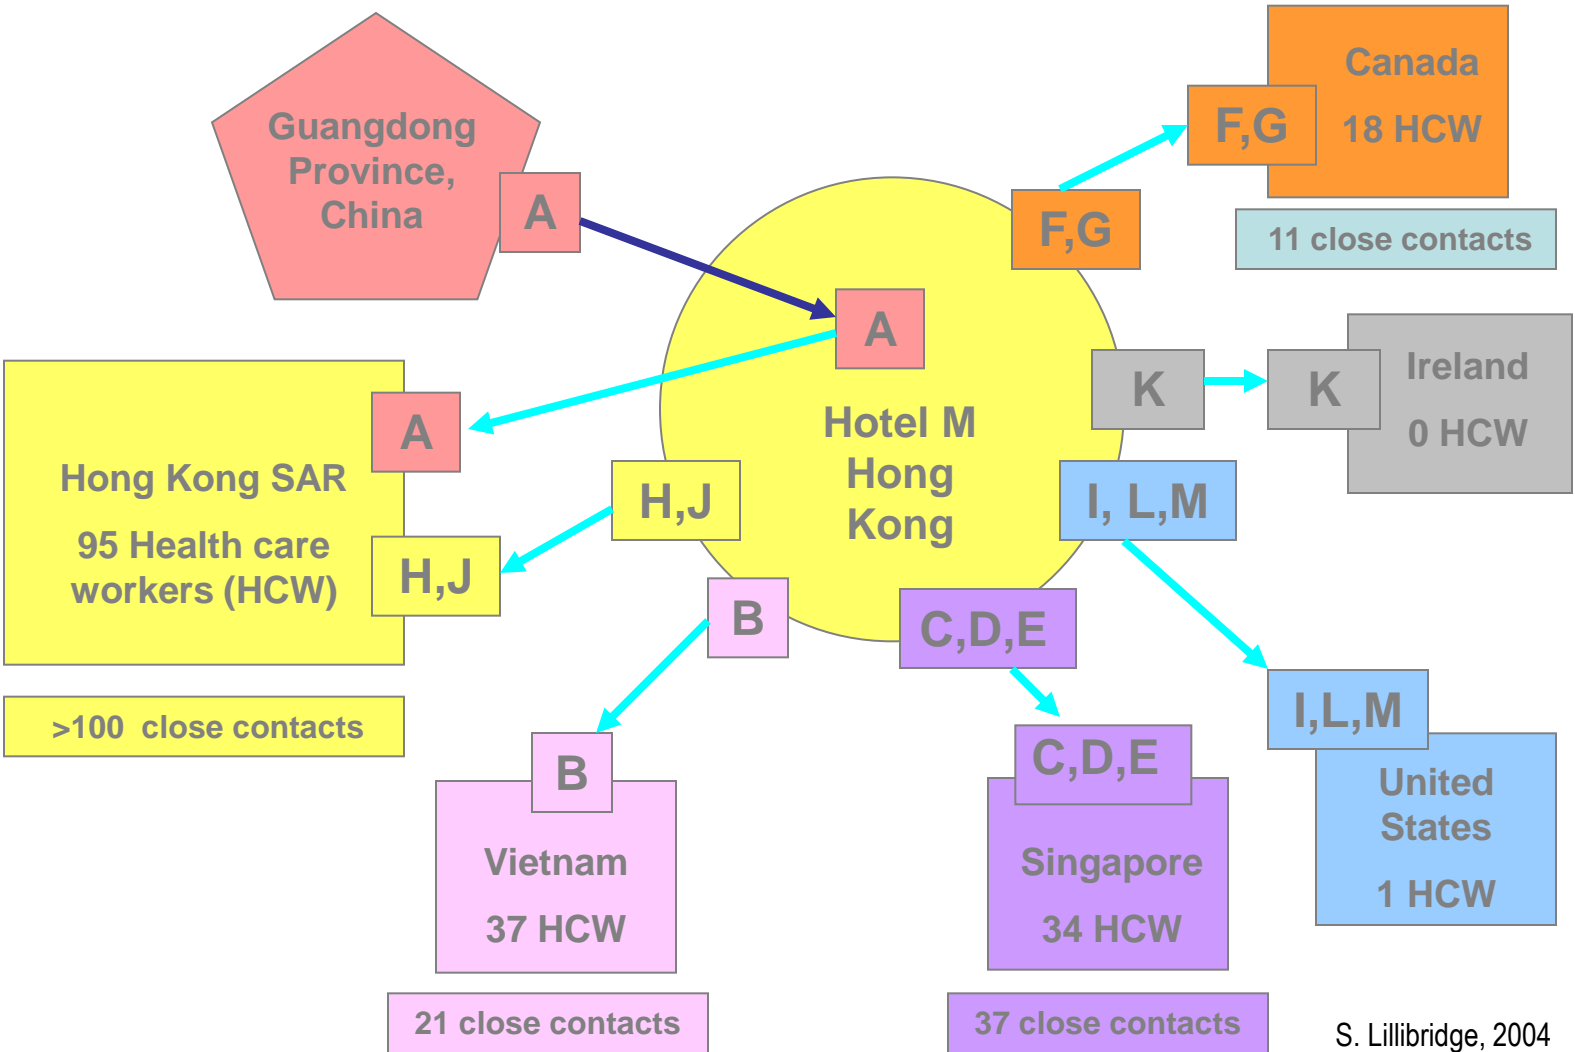 Guangdong
Province,
China
A
Canada
18 HCW
F,G
F,G
11 close contacts
A
Hotel M
Hong
Kong
K
K
Ireland
0 HCW
A
Hong Kong SAR
95 Health care
workers (HCW)
H,J
H,J
>100  close contacts
I, L,M
I,L,M
United
States
1 HCW
B
B
Vietnam
37 HCW
21 close contacts
C,D,E
C,D,E
Singapore
34 HCW
37 close contacts
S. Lillibridge, 2004